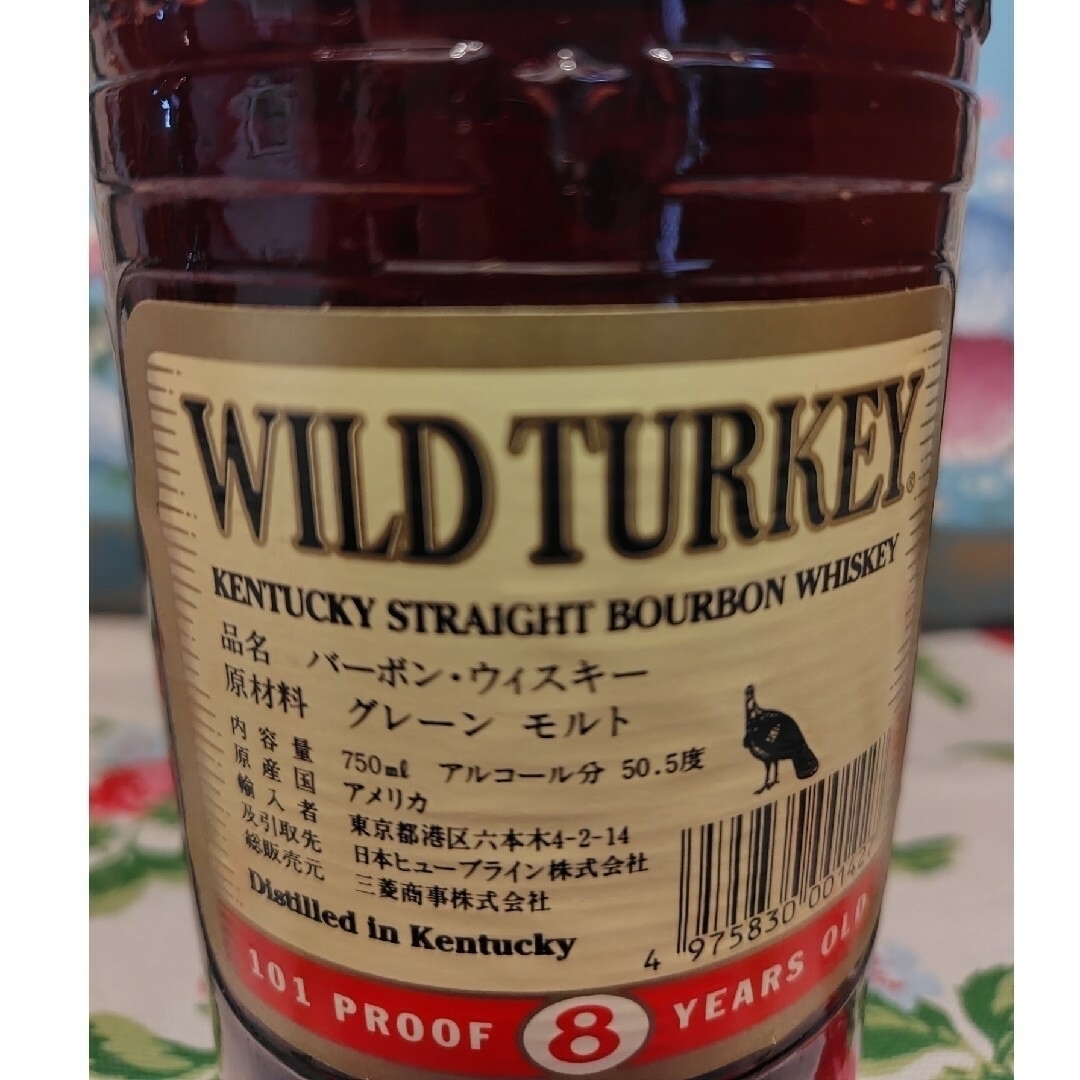 WILD TURKEY®
KENTUCKY STRAIGHT BOURBON WHISKEY
品名 バーボン・ウィスキー
原材料 グレーン モルト
内容量 750ml アルコール分 50.5度
原産国 アメリカ
輸入者 東京都港区六本木4-2-14
及引取先 日本ヒューブライン株式会社
総販売元 三菱商事株式会社
Distilled in Kentucky
4 975830 00142
101 PROOF 8 YEARS OLD